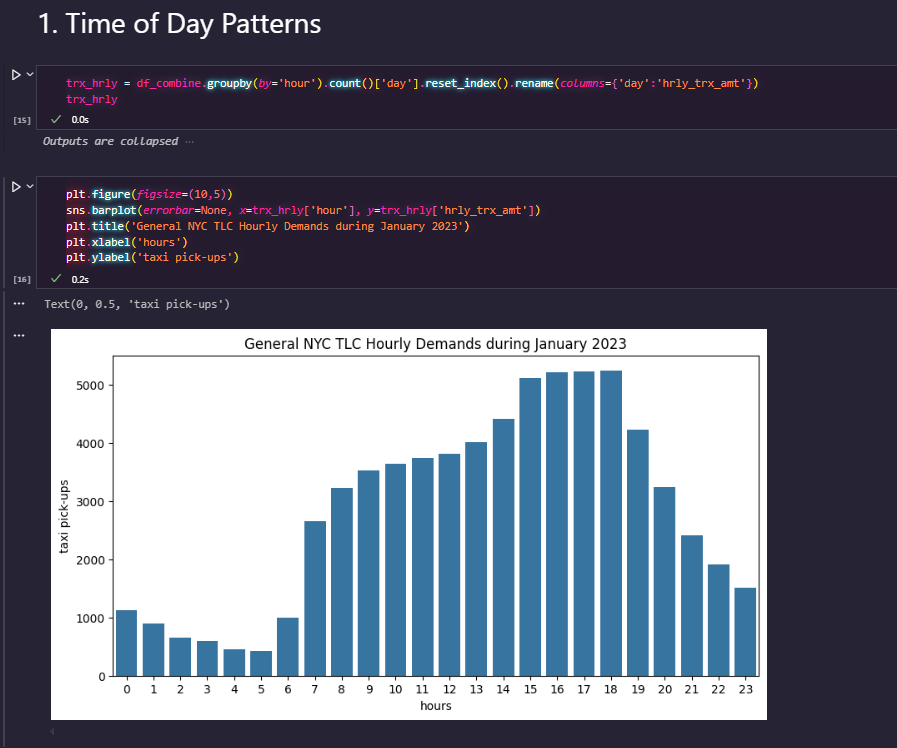 1. Time of Day Patterns
trx_hrly = df_combine.groupby(by='hour').count()['day'].reset_index().rename(columns={'day':'hrly_trx_amt'})
trx_hrly
[15]
0.0s
Outputs are collapsed ...
plt.figure(figsize=(10,5))
sns.barplot(errorbar=None, x=trx_hrly['hour'], y=trx_hrly['hrly_trx_amt'])
plt.title('General NYC TLC Hourly Demands during January 2023')
plt.xlabel('hours')
plt.ylabel('taxi pick-ups')
[16]
0.2s
Text(0, 0.5, 'taxi pick-ups')
General NYC TLC Hourly Demands during January 2023
5000
4000
3000
2000
1000
0
taxi pick-ups
0 1 2 3 4 5 6 7 8 9 10 11 12 13 14 15 16 17 18 19 20 21 22 23
hours